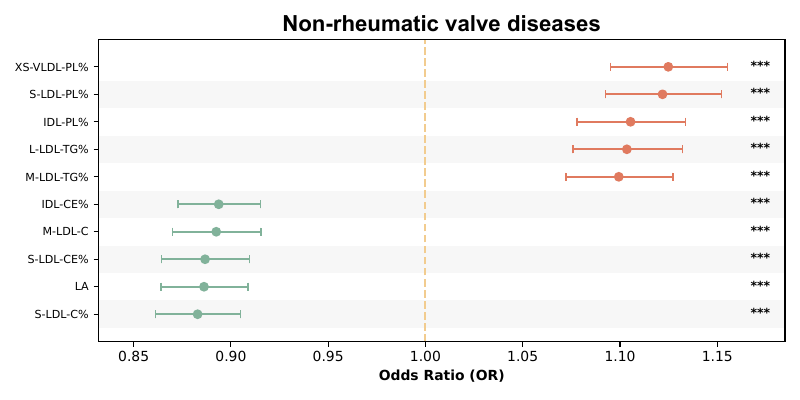 Non-rheumatic valve diseases
XS-VLDL-PL% ***
S-LDL-PL% ***
IDL-PL% ***
L-LDL-TG% ***
M-LDL-TG% ***
IDL-CE% ***
M-LDL-C ***
S-LDL-CE% ***
LA ***
S-LDL-C% ***
0.85 0.90 0.95 1.00 1.05 1.10 1.15
Odds Ratio (OR)